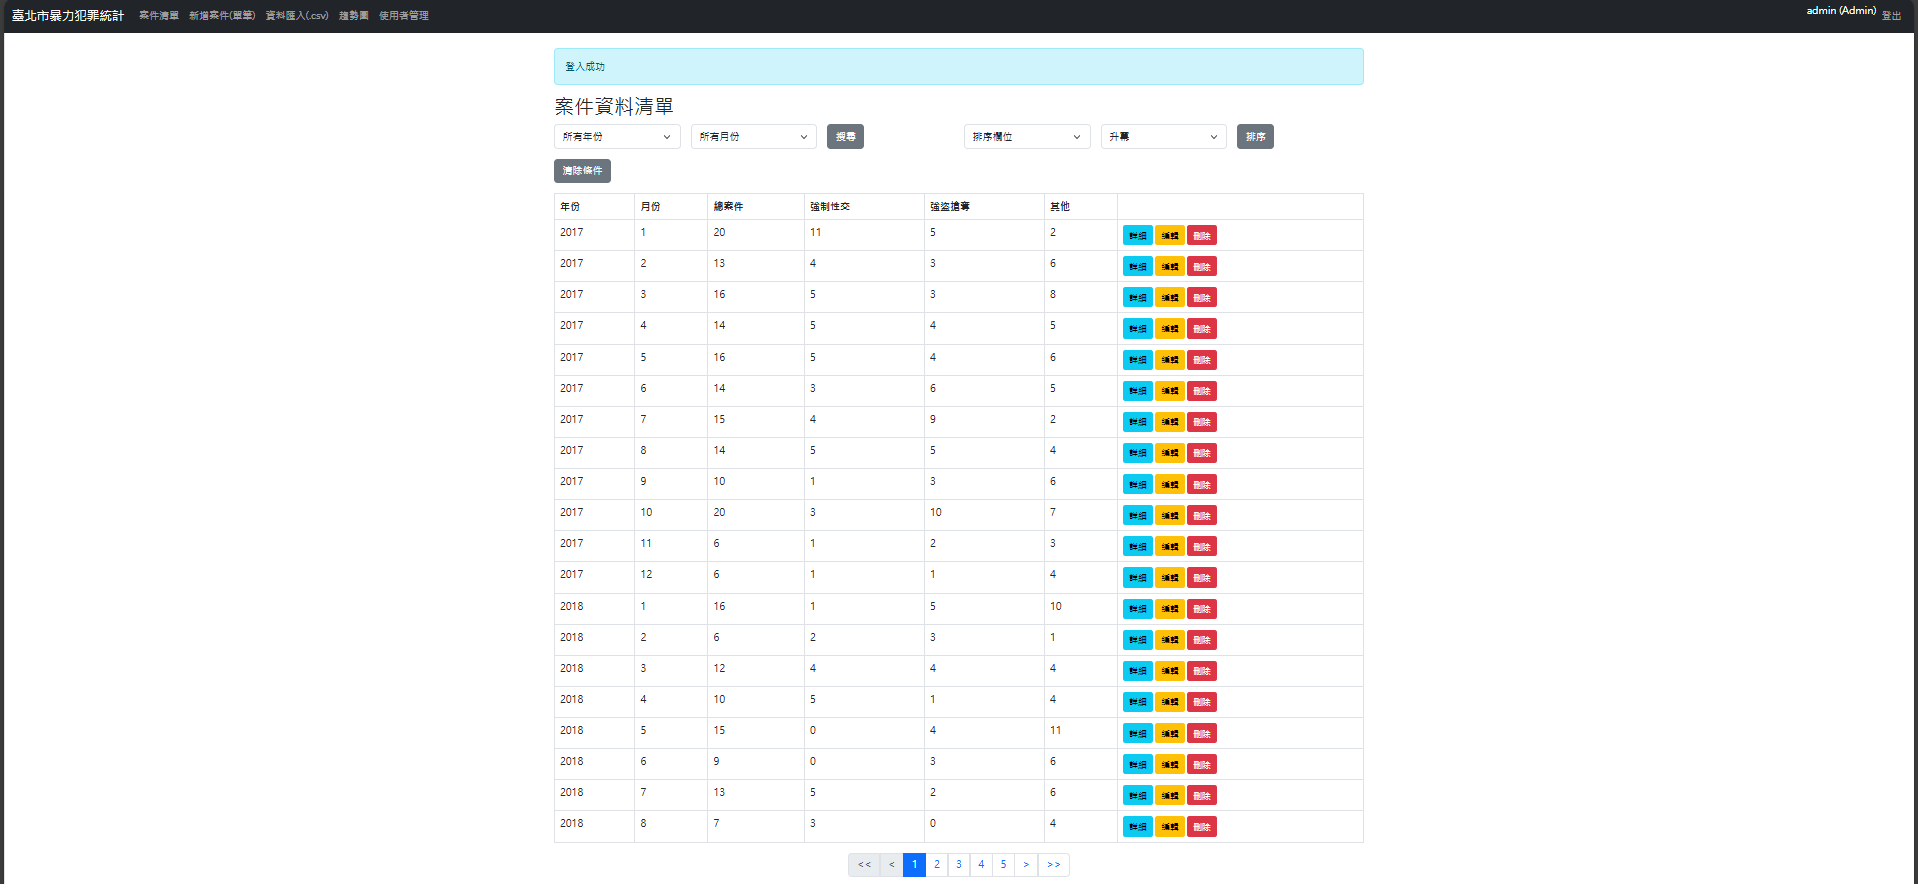 臺北市暴力犯罪統計 案件清單 新增案件(單筆) 資料匯入(.csv) 趨勢圖 使用者管理 admin (Admin) 登出
登入成功
案件資料清單
所有年份 所有月份 搜尋 排序欄位 升冪 排序
清除條件
年份 月份 總案件 強制性交 強盜搶奪 其他
2017 1 20 11 5 2 詳細 編輯 刪除
2017 2 13 4 3 6 詳細 編輯 刪除
2017 3 16 5 3 8 詳細 編輯 刪除
2017 4 14 5 4 5 詳細 編輯 刪除
2017 5 16 5 4 6 詳細 編輯 刪除
2017 6 14 3 6 5 詳細 編輯 刪除
2017 7 15 4 9 2 詳細 編輯 刪除
2017 8 14 5 5 4 詳細 編輯 刪除
2017 9 10 1 3 6 詳細 編輯 刪除
2017 10 20 3 10 7 詳細 編輯 刪除
2017 11 6 1 2 3 詳細 編輯 刪除
2017 12 6 1 1 4 詳細 編輯 刪除
2018 1 16 1 5 10 詳細 編輯 刪除
2018 2 6 2 3 1 詳細 編輯 刪除
2018 3 12 4 4 4 詳細 編輯 刪除
2018 4 10 5 1 4 詳細 編輯 刪除
2018 5 15 0 4 11 詳細 編輯 刪除
2018 6 9 0 3 6 詳細 編輯 刪除
2018 7 13 5 2 6 詳細 編輯 刪除
2018 8 7 3 0 4 詳細 編輯 刪除
<< < 1 2 3 4 5 > >>